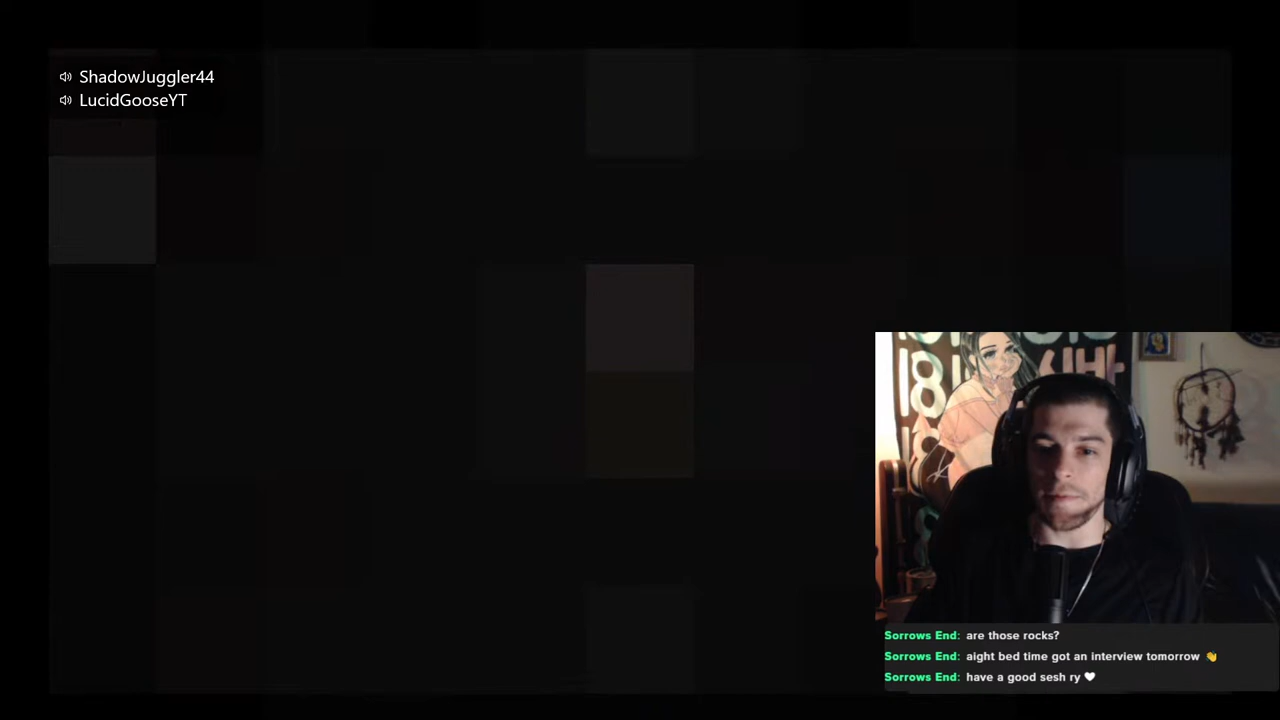 ShadowJuggler44
LucidGooseYT
Sorrows End: are those rocks?
Sorrows End: aight bed time got an interview tomorrow 👋
Sorrows End: have a good sesh ry 🤍